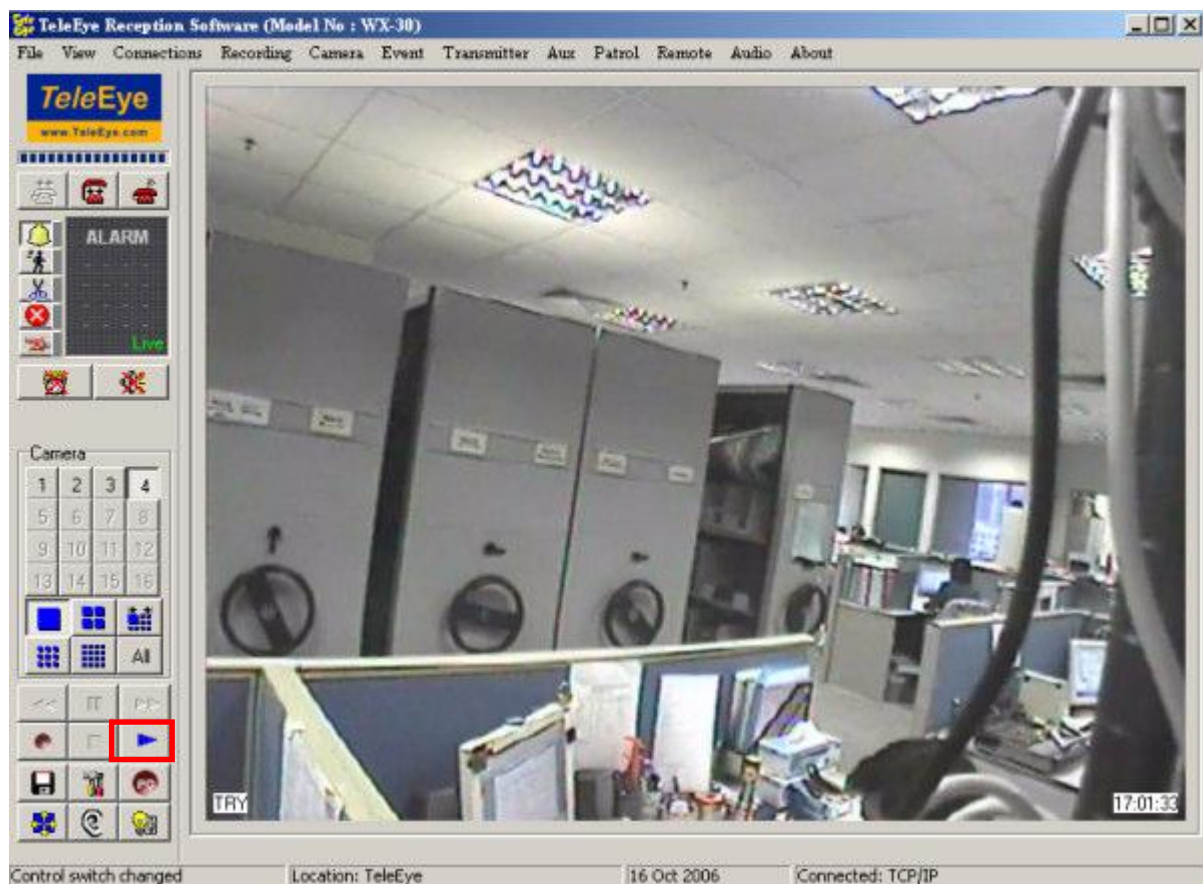 TeleEye Reception Software (Model No : WX-30)
File View Connections Recording Camera Event Transmitter Aux Patrol Remote Audio About
TeleEye
www.TeleEye.com
ALARM
Live
Camera
1 2 3 4
5 6 7 8
9 10 11 12
13 14 15 16
All
<< II >>
TRY
17:01:33
Control switch changed
Location: TeleEye
16 Oct 2006
Connected: TCP/IP